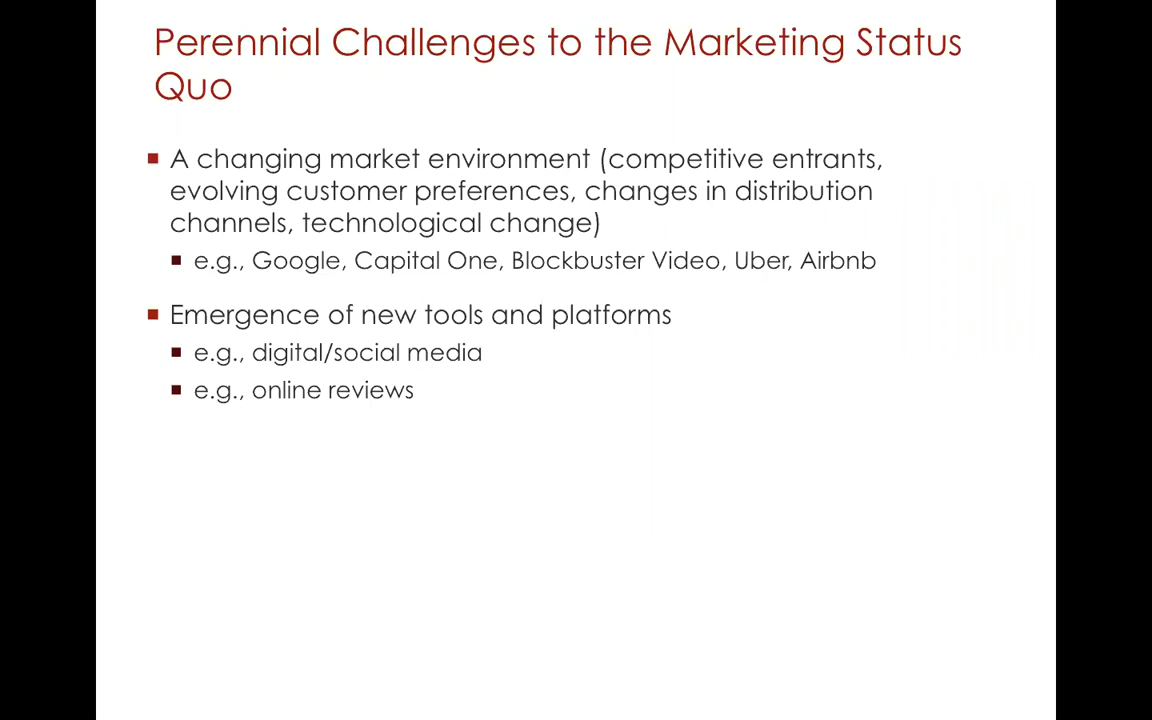 Perennial Challenges to the Marketing Status
Quo
A changing market environment (competitive entrants,
evolving customer preferences, changes in distribution
channels, technological change)
e.g., Google, Capital One, Blockbuster Video, Uber, Airbnb
Emergence of new tools and platforms
e.g., digital/social media
e.g., online reviews